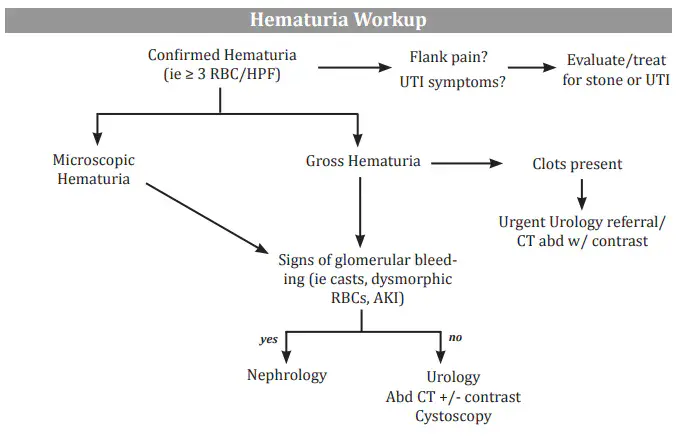 Hematuria Workup
Confirmed Hematuria
(ie ≥ 3 RBC/HPF)
Flank pain?
UTI symptoms?
Evaluate/treat
for stone or UTI
Microscopic
Hematuria
Gross Hematuria
Clots present
Urgent Urology referral/
CT abd w/ contrast
Signs of glomerular bleed-
ing (ie casts, dysmorphic
RBCs, AKI)
yes
no
Nephrology
Urology
Abd CT +/- contrast
Cystoscopy